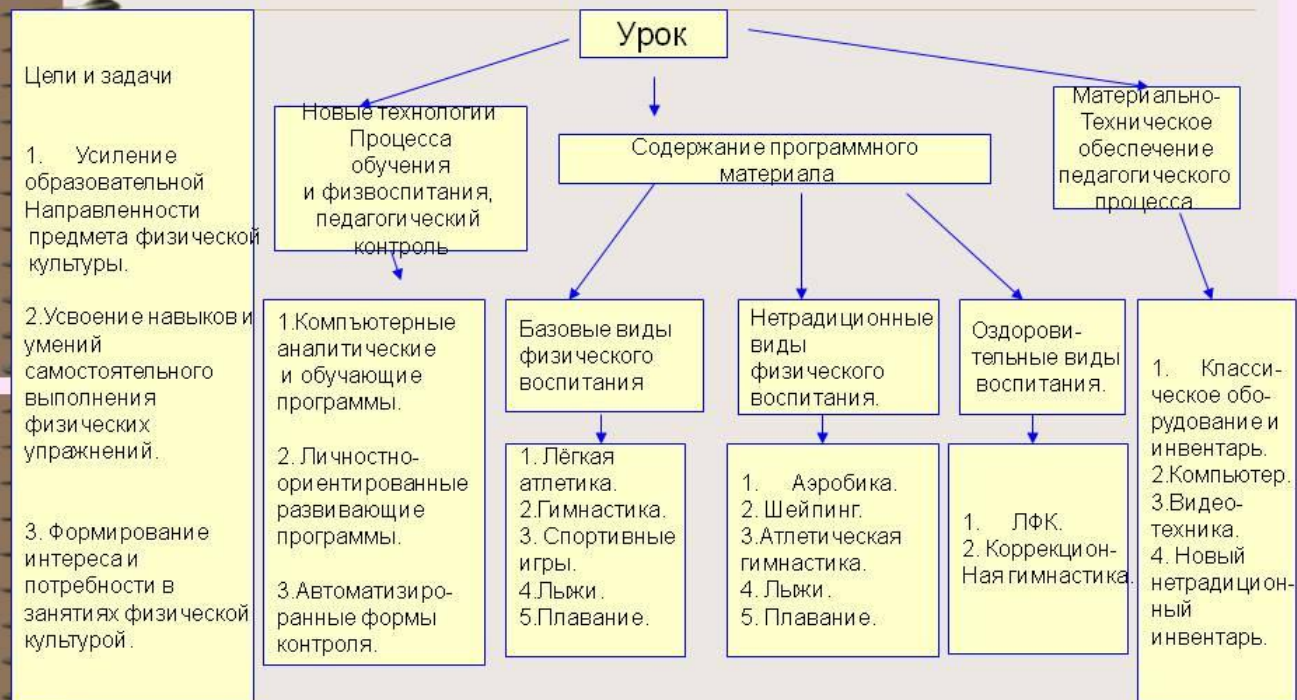 Урок
Цели и задачи
1. Усиление
образовательной
Направленности
предмета физической
культуры.
2.Усвоение навыков и
умений
самостоятельного
выполнения
физических
упражнений.
3. Формирование
интереса и
потребности в
занятиях физической
культурой.
Новые технологии
Процесса
обучения
и физвоспитания,
педагогический
контроль
1.Компьютерные
аналитические
и обучающие
программы.
2. Личностно-
ориентированные
развивающие
программы.
3.Автоматизиро-
ванные формы
контроля.
Содержание программного
материала
Базовые виды
физического
воспитания
1. Лёгкая
атлетика.
2.Гимнастика.
3. Спортивные
игры.
4.Лыжи.
5.Плавание.
Нетрадиционные
виды
физического
воспитания.
1. Аэробика.
2. Шейпинг.
3.Атлетическая
гимнастика.
4. Лыжи.
5. Плавание.
Оздорови-
тельные виды
воспитания.
1. ЛФК.
2. Коррекцион-
Ная гимнастика.
Материально-
Техническое
обеспечение
педагогического
процесса
1. Класси-
ческое обо-
рудование и
инвентарь.
2.Компьютер.
3.Видео-
техника.
4. Новый
нетрадицион-
ный
инвентарь.